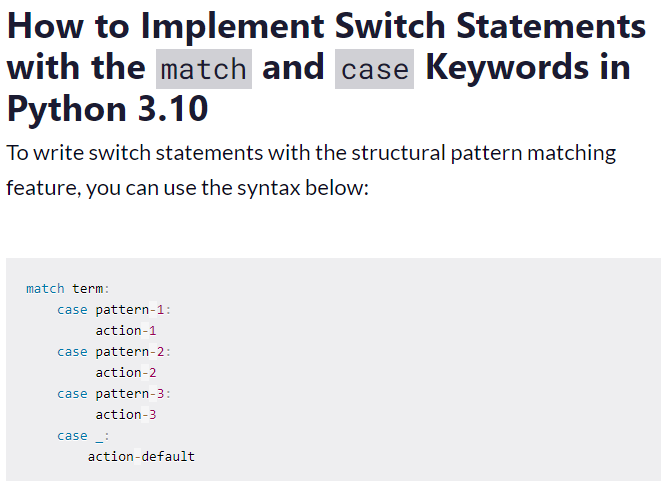 How to Implement Switch Statements
with the match and case Keywords in
Python 3.10
To write switch statements with the structural pattern matching
feature, you can use the syntax below:
match term:
    case pattern-1:
         action-1
    case pattern-2:
         action-2
    case pattern-3:
         action-3
    case _:
        action-default